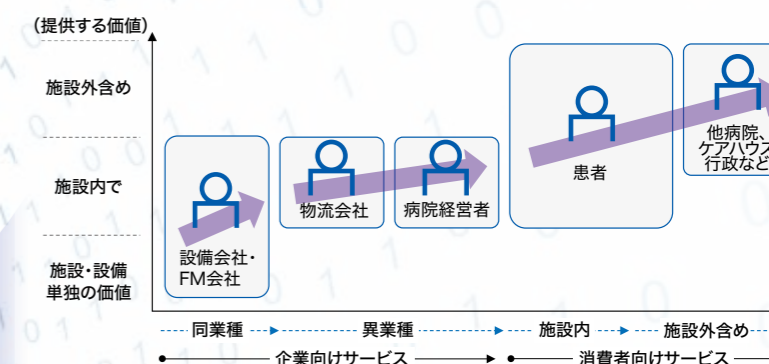 (提供する価値)
施設外含め
施設内で
施設・設備
単独の価値
設備会社・
FM会社
物流会社
病院経営者
患者
他病院、
ケアハウス
行政など
同業種
異業種
施設内
施設外含め
企業向けサービス
消費者向けサービス